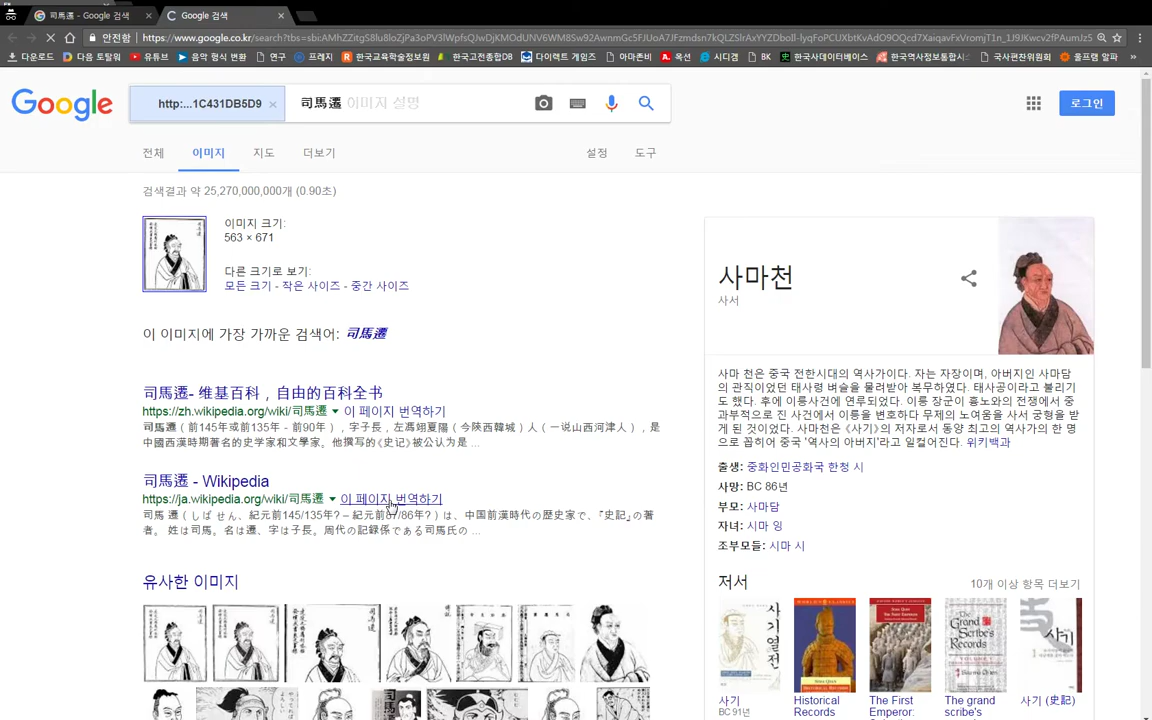 司馬遷 - Google 검색
Google 검색
안전함
https://www.google.co.kr/search?tbs=sbi:
다운로드
다음 토탈워
유튜브
음악 형식 변환
연구
프레지
한국교육학술정보원
한국고전종합DB
다이렉트 게임즈
아마존비
옥션
시디겜
BK
한국사데이터베이스
한국역사정보통합시
국사편찬위원회
울프램 알파
Google
http:...1C431DB5D9
司馬遷 이미지 설명
로그인
전체
이미지
지도
더보기
설정
도구
검색결과 약 25,270,000,000개 (0.90초)
이미지 크기:
563 × 671
다른 크기로 보기:
모든 크기 - 작은 사이즈 - 중간 사이즈
이 이미지에 가장 가까운 검색어: 司馬遷
司馬遷- 维基百科，自由的百科全书
https://zh.wikipedia.org/wiki/司馬遷 ▼ 이 페이지 번역하기
司馬遷（前145年或前135年 - 前90年），字子長，左馮翊夏陽（今陝西韓城）人（一说山西河津人），是
中國西漢時期著名的史学家和文學家。他撰写的《史记》被公认为是 ...
司馬遷 - Wikipedia
https://ja.wikipedia.org/wiki/司馬遷 ▼ 이 페이지 번역하기
司馬 遷（しば せん、紀元前145/135年? – 紀元前87/86年?）は、中国前漢時代の歴史家で、『史記』の著
者。 姓は司馬。名は遷、字は子長。周代の記録係である司馬氏の ...
유사한 이미지
사마천
사서
사마 천은 중국 전한시대의 역사가이다. 자는 자장이며, 아버지인 사마담
의 관직이었던 태사령 벼슬을 물려받아 복무하였다. 태사공이라고 불리기
도 했다. 후에 이릉사건에 연루되었다. 이릉 장군이 흉노와의 전쟁에서 중
과부적으로 진 사건에서 이릉을 변호하다 무제의 노여움을 사서 궁형을 받
게 된 것이었다. 사마천은 《사기》의 저자로서 동양 최고의 역사가의 한 명
으로 꼽히어 중국 '역사의 아버지'라고 일컬어진다. 위키백과
출생: 중화인민공화국 한청 시
사망: BC 86년
부모: 사마담
자녀: 시마 잉
조부모들: 시마 시
저서
10개 이상 항목 더보기
사기열전
The Grand Scribe's Records
사기
사기
BC 91년
Historical
Records
The First
Emperor:
The grand
scribe's
사기 (史記)